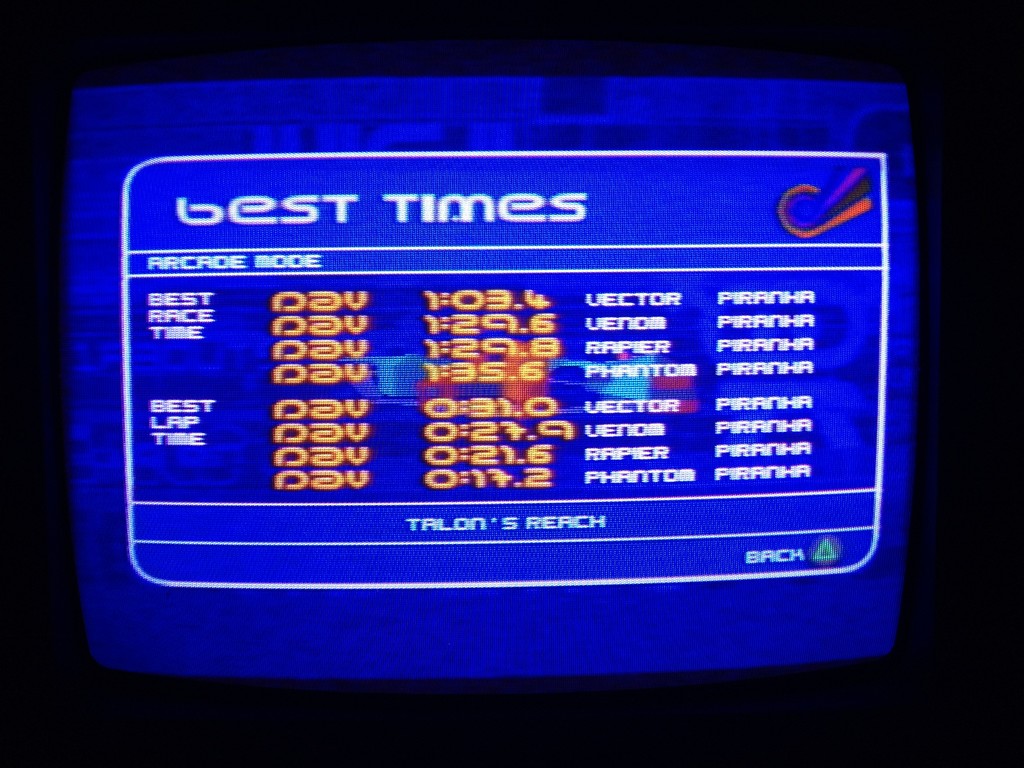 BEST TIMES
ARCADE MODE
BEST RACE TIME
DAV 1:03.4 VECTOR PIRANHA
DAV 1:29.6 VENOM PIRANHA
DAV 1:29.8 RAPIER PIRANHA
DAV 1:35.6 PHANTOM PIRANHA
BEST LAP TIME
DAV 0:31.0 VECTOR PIRANHA
DAV 0:27.9 VENOM PIRANHA
DAV 0:21.6 RAPIER PIRANHA
DAV 0:17.2 PHANTOM PIRANHA
TALON'S REACH
BACK